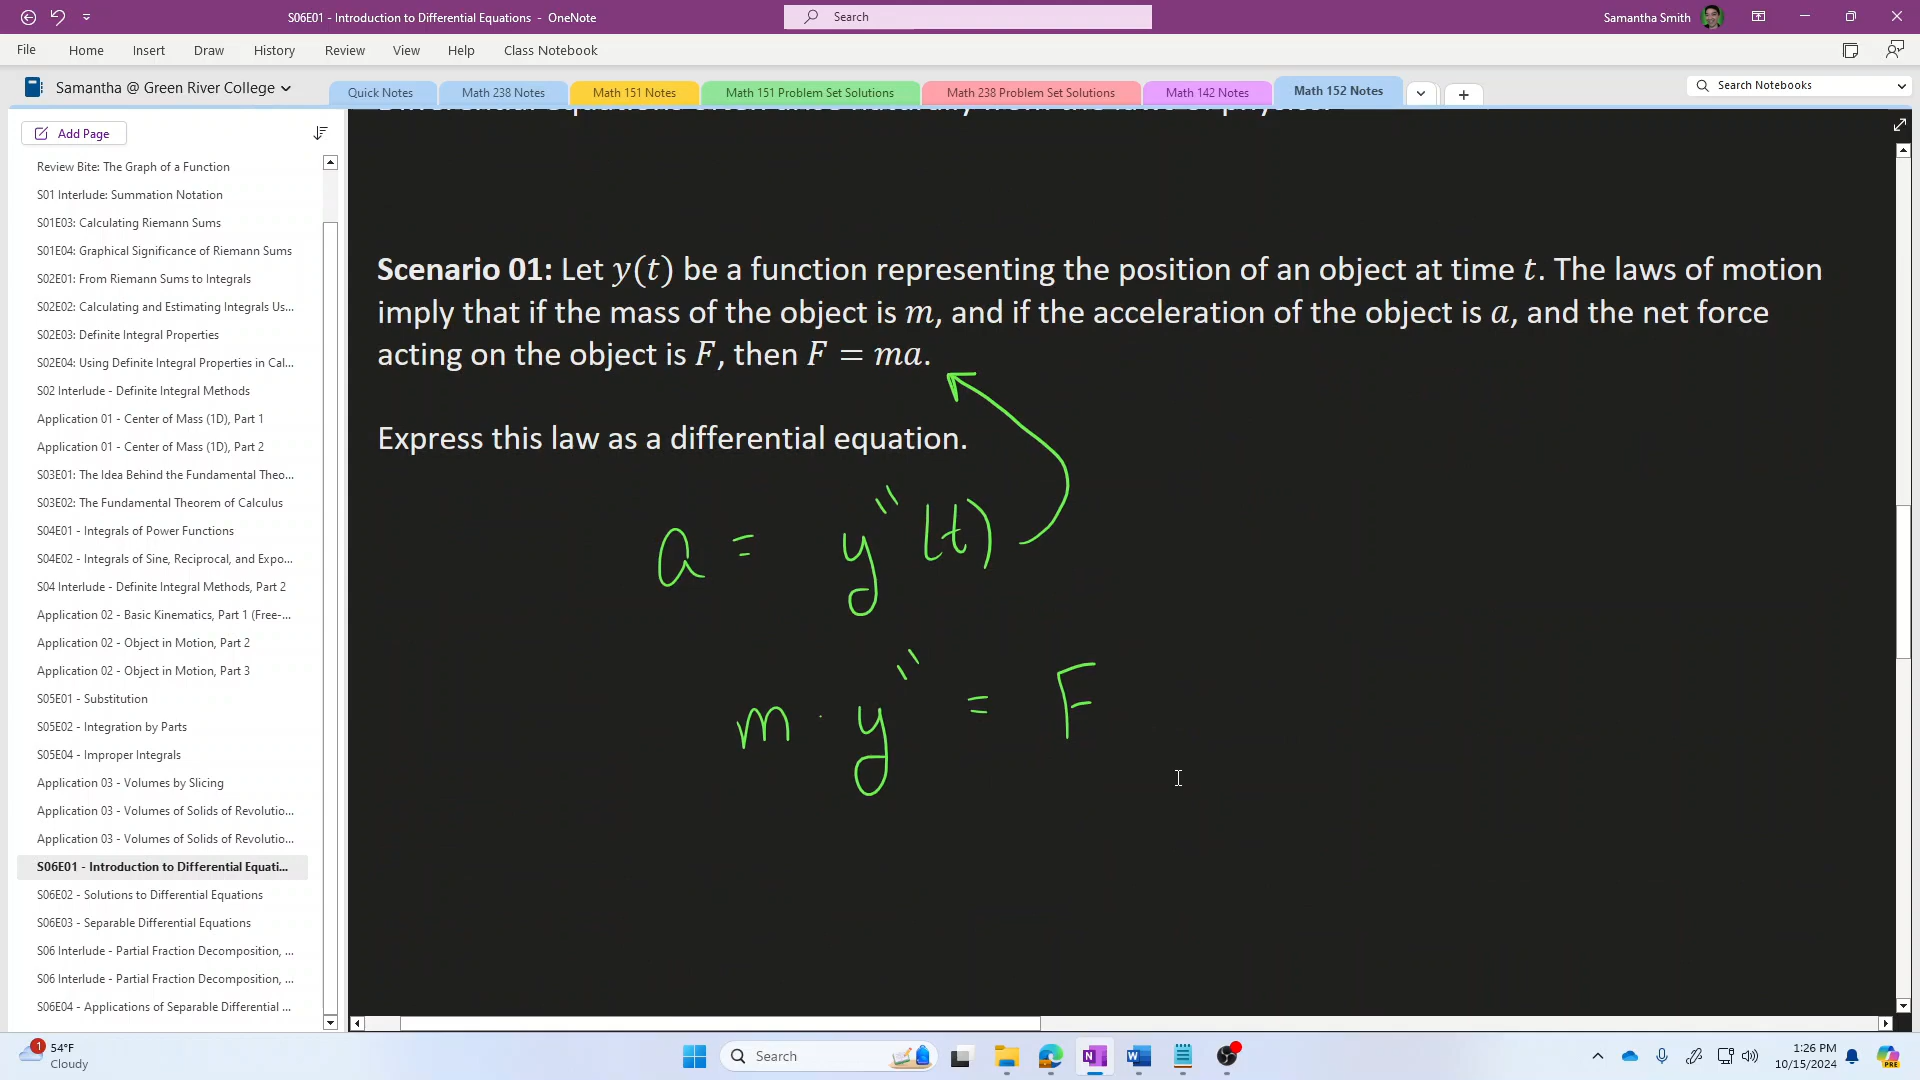 S06E01 - Introduction to Differential Equations - OneNote
Search
Samantha Smith
File Home Insert Draw History Review View Help Class Notebook
Samantha @ Green River College
Quick Notes
Math 238 Notes
Math 151 Notes
Math 151 Problem Set Solutions
Math 238 Problem Set Solutions
Math 142 Notes
Math 152 Notes
Search Notebooks
Add Page
Review Bite: The Graph of a Function
S01 Interlude: Summation Notation
S01E03: Calculating Riemann Sums
S01E04: Graphical Significance of Riemann Sums
S02E01: From Riemann Sums to Integrals
S02E02: Calculating and Estimating Integrals Us...
S02E03: Definite Integral Properties
S02E04: Using Definite Integral Properties in Cal...
S02 Interlude - Definite Integral Methods
Application 01 - Center of Mass (1D), Part 1
Application 01 - Center of Mass (1D), Part 2
S03E01: The Idea Behind the Fundamental Theo...
S03E02: The Fundamental Theorem of Calculus
S04E01 - Integrals of Power Functions
S04E02 - Integrals of Sine, Reciprocal, and Expo...
S04 Interlude - Definite Integral Methods, Part 2
Application 02 - Basic Kinematics, Part 1 (Free-...
Application 02 - Object in Motion, Part 2
Application 02 - Object in Motion, Part 3
S05E01 - Substitution
S05E02 - Integration by Parts
S05E04 - Improper Integrals
Application 03 - Volumes by Slicing
Application 03 - Volumes of Solids of Revolutio...
Application 03 - Volumes of Solids of Revolutio...
S06E01 - Introduction to Differential Equati...
S06E02 - Solutions to Differential Equations
S06E03 - Separable Differential Equations
S06 Interlude - Partial Fraction Decomposition, ...
S06 Interlude - Partial Fraction Decomposition, ...
S06E04 - Applications of Separable Differential ...
Scenario 01: Let y(t) be a function representing the position of an object at time t. The laws of motion
imply that if the mass of the object is m, and if the acceleration of the object is a, and the net force
acting on the object is F, then F = ma.
Express this law as a differential equation.
a = y''(t)
m · y'' = F
1
54°F
Cloudy
Search
1:26 PM
10/15/2024
PRE